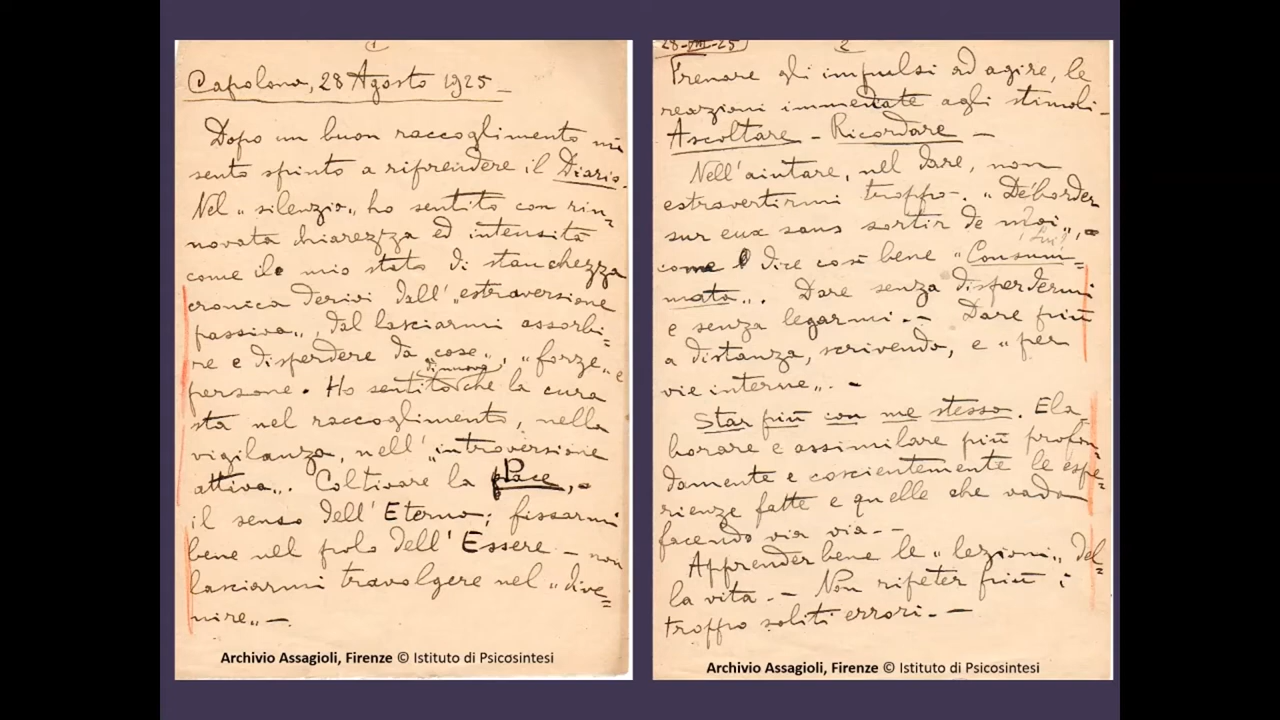 1
Capolona, 28 Agosto 1925 –
Dopo un buon raccoglimento mi
sento spinto a riprendere il Diario.
Nel „silenzio„ ho sentito con rin=
novata chiarezza ed intensità
come il mio stato di stanchezza
cronica derivi dall'„estraversione
passiva„, dal lasciarmi assorbi=
re e disperdere da „cose„, „forze„ e
persone. Ho sentito di nuovo che la cura
sta nel raccoglimento, nella
vigilanza, nell'„introversione
attiva„. Coltivare la Pace, –
il senso dell'Eterno; fissarmi
bene nel polo dell'Essere – non
lasciarmi travolgere nel „dive=
nire„ –
Archivio Assagioli, Firenze © Istituto di Psicosintesi
28-VIII-25 2
Frenare gli impulsi ad agire, le
reazioni immediate agli stimoli –
Ascoltare – Ricordare –
Nell'aiutare, nel dare, non
estravertirmi troppo –. „Déborder
sur eux sans sortir de moi„, –
come dice così bene „Consum=
mata„. Dare senza disperdermi
e senza legarmi. – Dare più
a distanza, scrivendo, e „per
vie interne„. –
Star più con me stesso. Ela=
borare e assimilare più profon=
damente e coscientemente le espe=
rienze fatte e quelle che vado
facendo via via. –
Apprender bene le „lezioni„ del=
la vita. – Non ripeter più i
troppo soliti errori. –
Archivio Assagioli, Firenze © Istituto di Psicosintesi